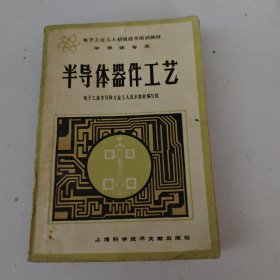 电子工业工人初级技术培训教材
半导体专业
半导体器件工艺
电子工业半导体专业工人技术教材编写组
上海科学技术文献出版社